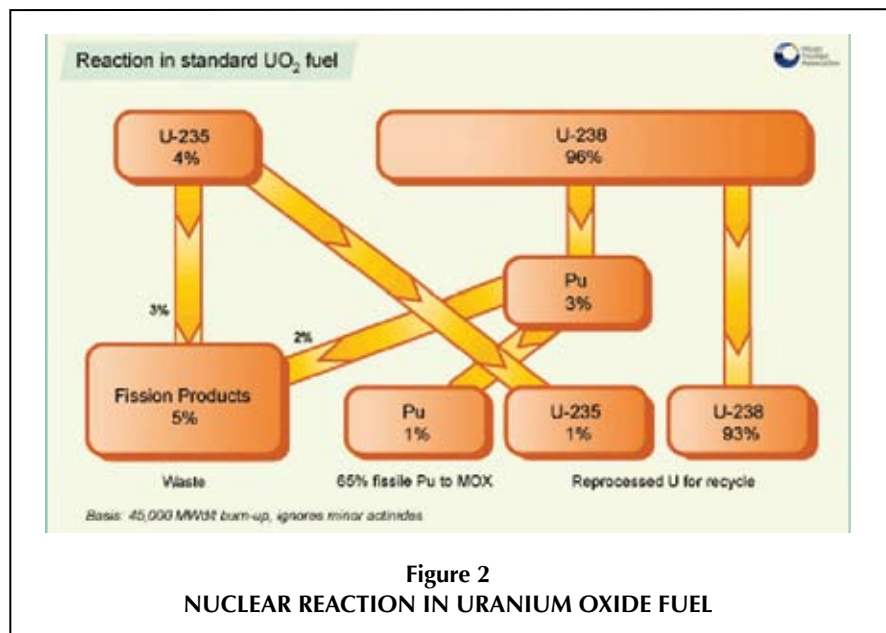 Reaction in standard UO₂ fuel
U-235
4%
U-238
96%
Pu
3%
3%
2%
Fission Products
5%
Pu
1%
U-235
1%
U-238
93%
Waste
65% fissile Pu to MOX
Reprocessed U for recycle
Basis: 45,000 MWd/t burn-up, ignores minor actinides
Figure 2
NUCLEAR REACTION IN URANIUM OXIDE FUEL